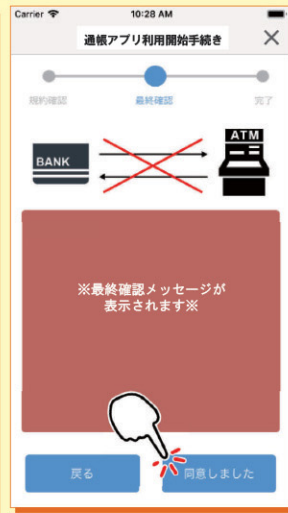 Carrier 10:28 AM
通帳アプリ利用開始手続き
規約確認 最終確認 完了
BANK
ATM
※最終確認メッセージが
表示されます※
戻る 同意しました